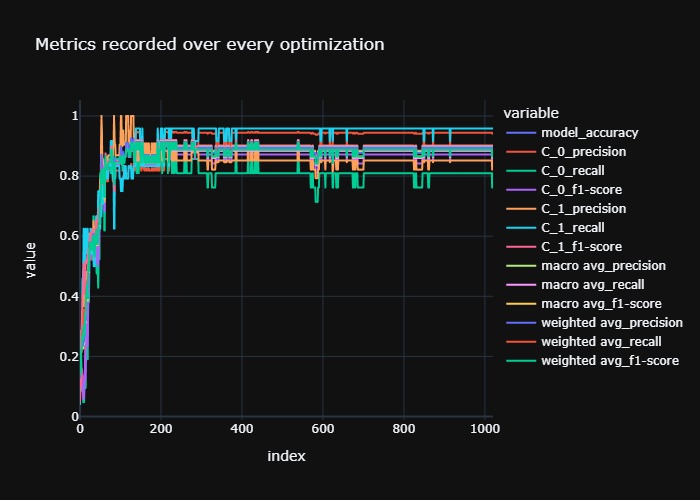 Metrics recorded over every optimization
variable
model_accuracy
C_0_precision
C_0_recall
C_0_f1-score
C_1_precision
C_1_recall
C_1_f1-score
macro avg_precision
macro avg_recall
macro avg_f1-score
weighted avg_precision
weighted avg_recall
weighted avg_f1-score
value
1
0.8
0.6
0.4
0.2
0
0 200 400 600 800 1000
index